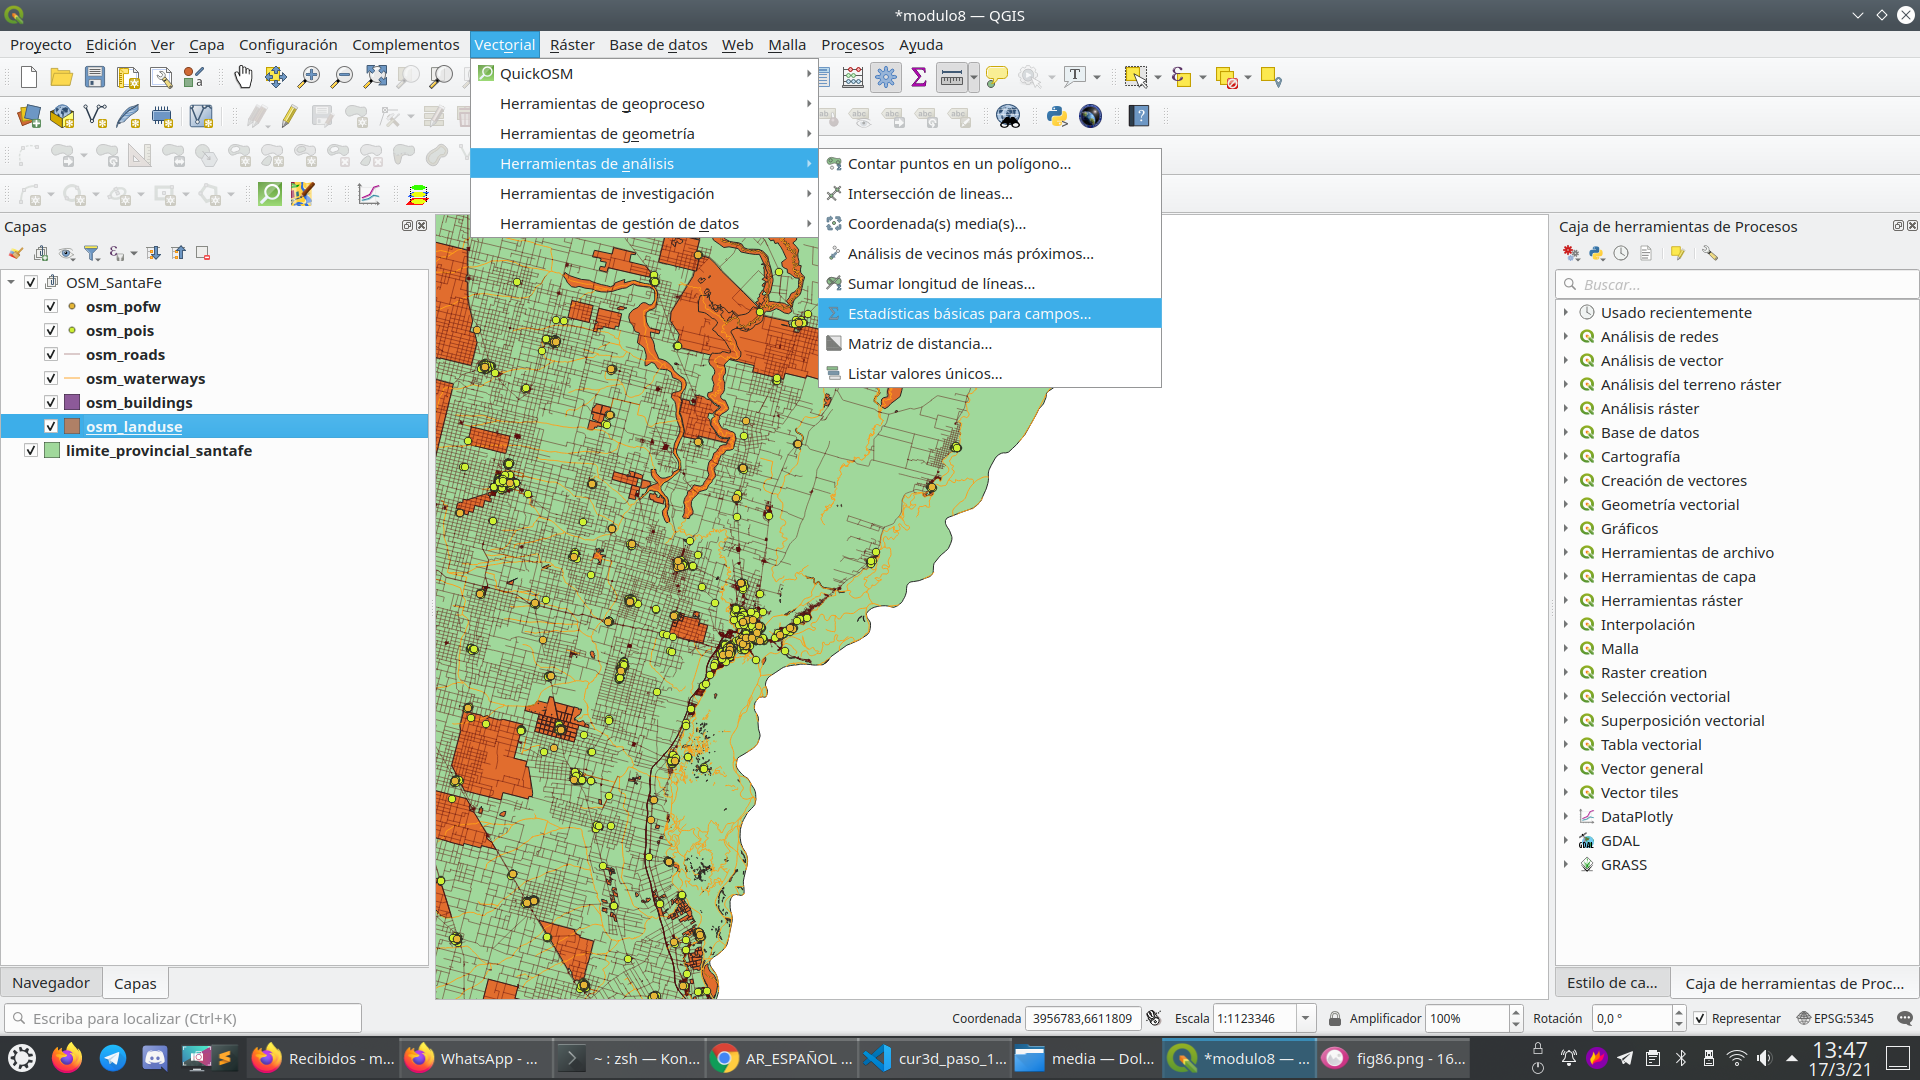 *modulo8 — QGIS
Proyecto Edición Ver Capa Configuración Complementos Vectorial Ráster Base de datos Web Malla Procesos Ayuda
QuickOSM
Herramientas de geoproceso
Herramientas de geometría
Herramientas de análisis
Herramientas de investigación
Herramientas de gestión de datos
Contar puntos en un polígono...
Intersección de lineas...
Coordenada(s) media(s)...
Análisis de vecinos más próximos...
Sumar longitud de líneas...
Estadísticas básicas para campos...
Matriz de distancia...
Listar valores únicos...
Capas
OSM_SantaFe
osm_pofw
osm_pois
osm_roads
osm_waterways
osm_buildings
osm_landuse
limite_provincial_santafe
Caja de herramientas de Procesos
Buscar...
Usado recientemente
Análisis de redes
Análisis de vector
Análisis del terreno ráster
Análisis ráster
Base de datos
Cartografía
Creación de vectores
Geometría vectorial
Gráficos
Herramientas de archivo
Herramientas de capa
Herramientas ráster
Interpolación
Malla
Raster creation
Selección vectorial
Superposición vectorial
Tabla vectorial
Vector general
Vector tiles
DataPlotly
GDAL
GRASS
Navegador Capas
Estilo de ca... Caja de herramientas de Proc...
Escriba para localizar (Ctrl+K)
Coordenada 3956783,6611809 Escala 1:1123346 Amplificador 100% Rotación 0,0 ° Representar EPSG:5345
Recibidos - m... WhatsApp - ... ~ : zsh — Kon... AR_ESPAÑOL ... cur3d_paso_1... media — Dol... *modulo8 — ... fig86.png - 16...
13:47
17/3/21